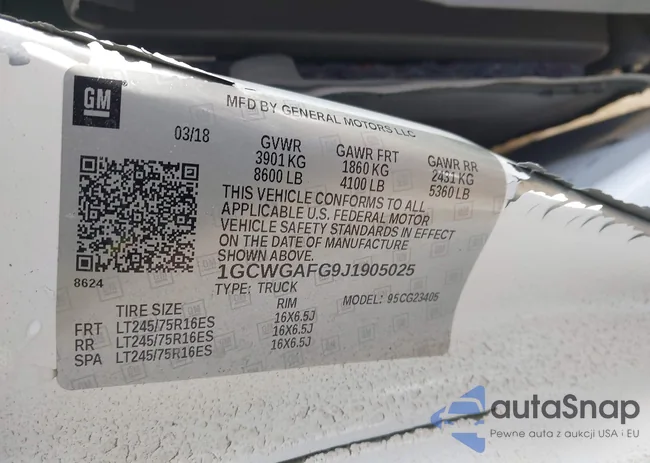 GM
MFD BY GENERAL MOTORS LLC
03/18
GVWR GAWR FRT GAWR RR
3901 KG 1860 KG 2431 KG
8600 LB 4100 LB 5360 LB
THIS VEHICLE CONFORMS TO ALL
APPLICABLE U.S. FEDERAL MOTOR
VEHICLE SAFETY STANDARDS IN EFFECT
ON THE DATE OF MANUFACTURE
SHOWN ABOVE.
1GCWGAFG9J1905025
8624
TYPE: TRUCK MODEL: 95CG23405
TIRE SIZE RIM
FRT LT245/75R16ES 16X6.5J
RR LT245/75R16ES 16X6.5J
SPA LT245/75R16ES 16X6.5J
autaSnap
Pewne auta z aukcji USA i EU